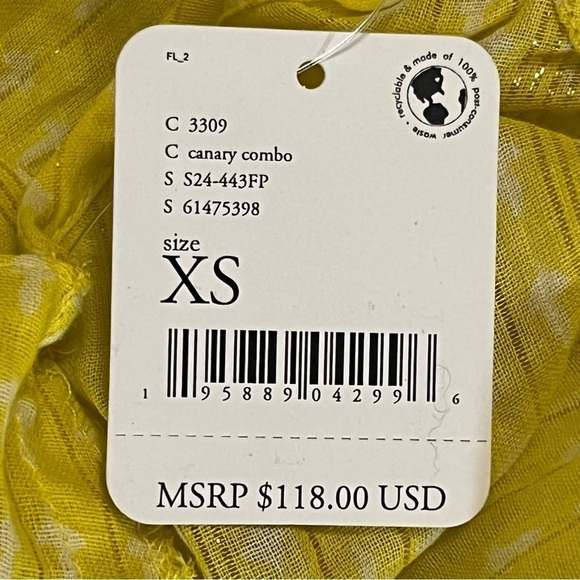 FL_2
recyclable & made of 100% post-consumer waste •
C 3309
C canary combo
S S24-443FP
S 61475398
size
XS
1 95889 04299 6
MSRP $118.00 USD